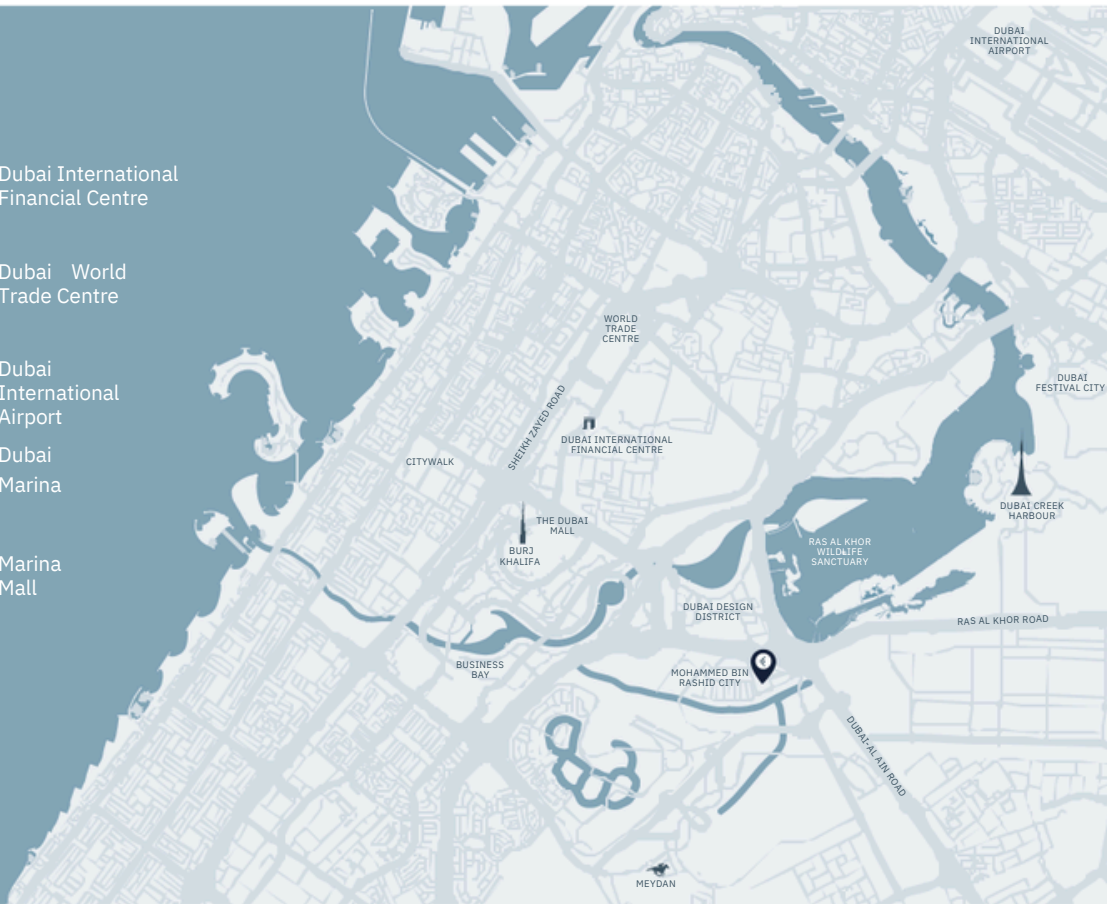 Dubai International
Financial Centre
Dubai World
Trade Centre
Dubai
International
Airport
Dubai
Marina
Marina
Mall
DUBAI
INTERNATIONAL
AIRPORT
WORLD
TRADE
CENTRE
DUBAI
FESTIVAL CITY
SHEIKH ZAYED ROAD
DUBAI INTERNATIONAL
FINANCIAL CENTRE
CITYWALK
DUBAI CREEK
HARBOUR
THE DUBAI
MALL
BURJ
KHALIFA
RAS AL KHOR
WILDLIFE
SANCTUARY
DUBAI DESIGN
DISTRICT
RAS AL KHOR ROAD
BUSINESS
BAY
MOHAMMED BIN
RASHID CITY
DUBAI-AL AIN ROAD
MEYDAN